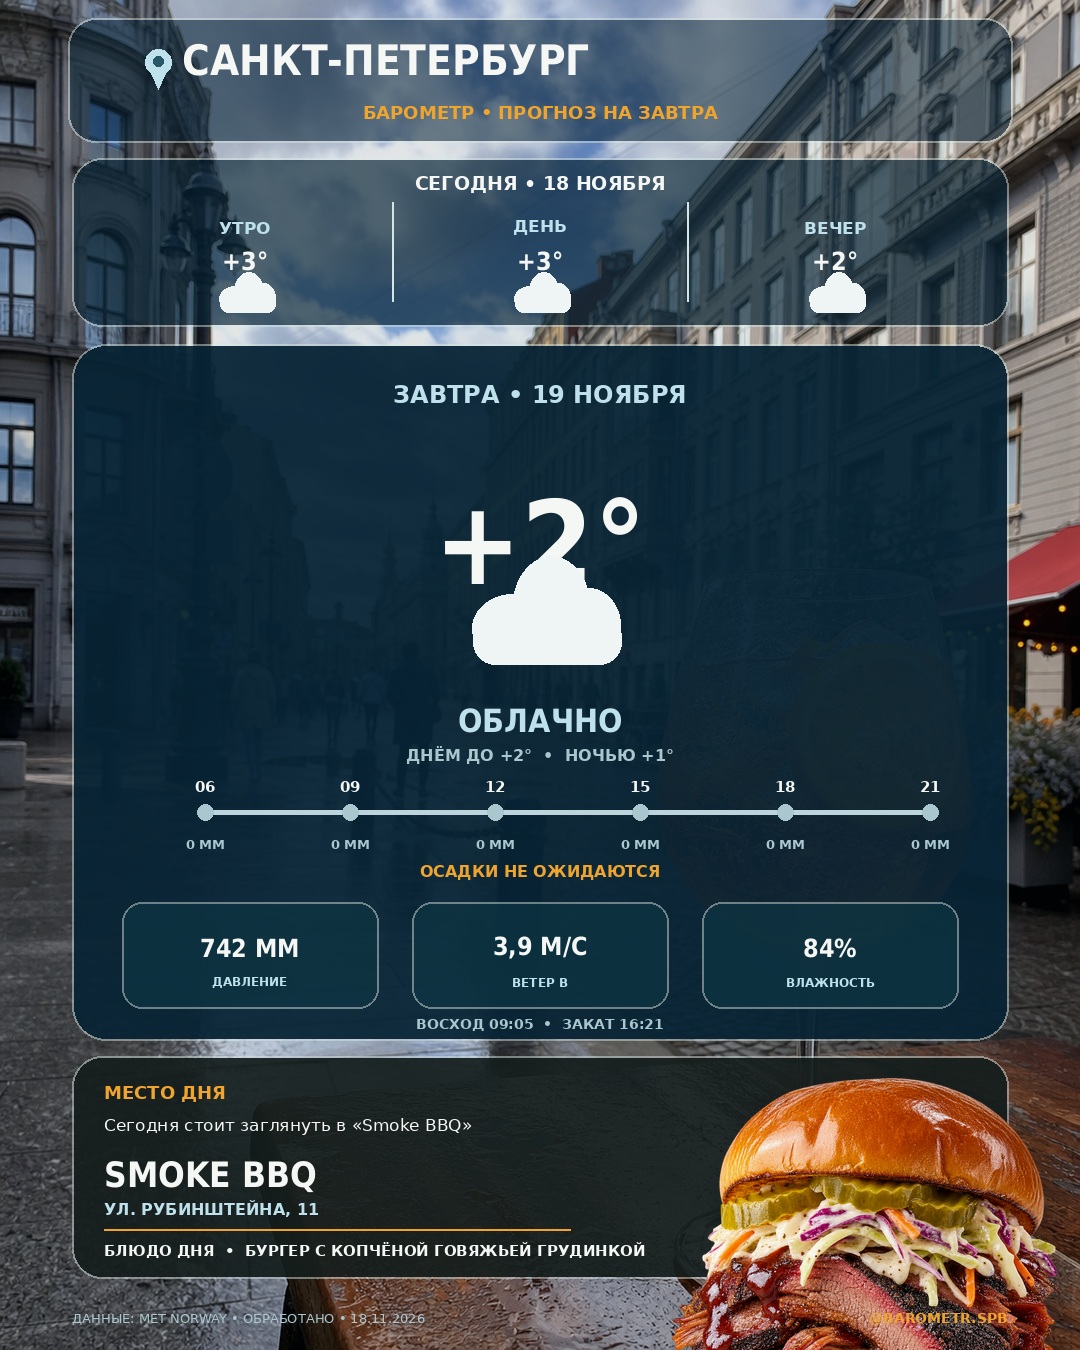 САНКТ-ПЕТЕРБУРГ
БАРОМЕТР • ПРОГНОЗ НА ЗАВТРА
СЕГОДНЯ • 18 НОЯБРЯ
УТРО ДЕНЬ ВЕЧЕР
+3° +3° +2°
ЗАВТРА • 19 НОЯБРЯ
+2°
ОБЛАЧНО
ДНЁМ ДО +2° • НОЧЬЮ +1°
06 09 12 15 18 21
0 ММ 0 ММ 0 ММ 0 ММ 0 ММ 0 ММ
ОСАДКИ НЕ ОЖИДАЮТСЯ
742 ММ 3,9 М/С 84%
ДАВЛЕНИЕ ВЕТЕР В ВЛАЖНОСТЬ
ВОСХОД 09:05 • ЗАКАТ 16:21
МЕСТО ДНЯ
Сегодня стоит заглянуть в «Smoke BBQ»
SMOKE BBQ
УЛ. РУБИНШТЕЙНА, 11
БЛЮДО ДНЯ • БУРГЕР С КОПЧЁНОЙ ГОВЯЖЬЕЙ ГРУДИНКОЙ
ДАННЫЕ: MET NORWAY • ОБРАБОТАНО • 18.11.2026
@BAROMETR.SPB